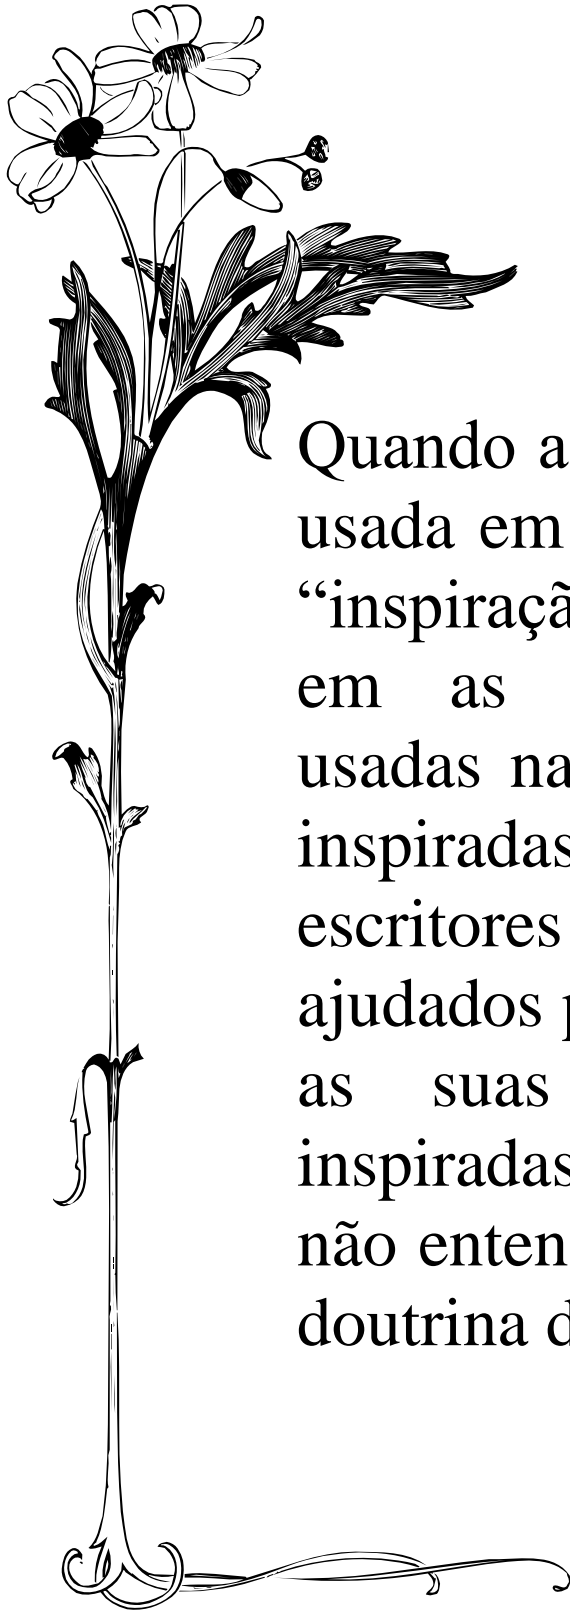 Quando a
usada em
“inspiraçã
em as
usadas na
inspiradas
escritores
ajudados p
as suas
inspiradas
não enten
doutrina d